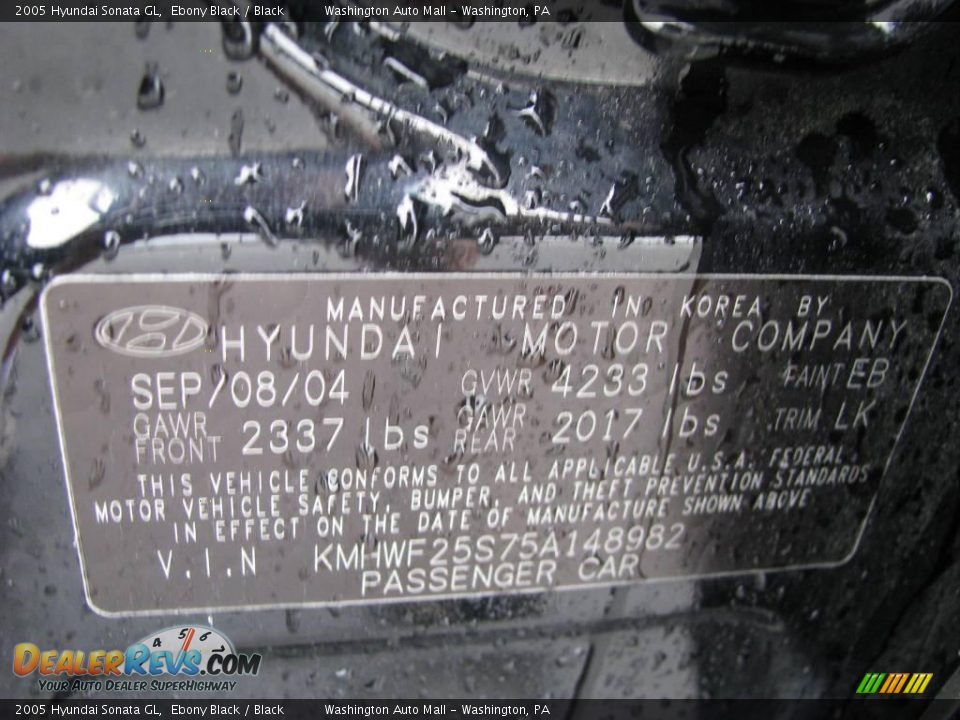 2005 Hyundai Sonata GL, Ebony Black / Black Washington Auto Mall - Washington, PA
MANUFACTURED IN KOREA BY
HYUNDAI MOTOR COMPANY
SEP/08/04 GVWR 4233 lbs PAINT EB
GAWR FRONT 2337 lbs GAWR REAR 2017 lbs TRIM LK
THIS VEHICLE CONFORMS TO ALL APPLICABLE U.S.A. FEDERAL
MOTOR VEHICLE SAFETY, BUMPER, AND THEFT PREVENTION STANDARDS
IN EFFECT ON THE DATE OF MANUFACTURE SHOWN ABOVE
V.I.N KMHWF25S75A148982
PASSENGER CAR
4 5 6
DEALERREVS.COM
YOUR AUTO DEALER SUPERHIGHWAY
2005 Hyundai Sonata GL, Ebony Black / Black Washington Auto Mall - Washington, PA